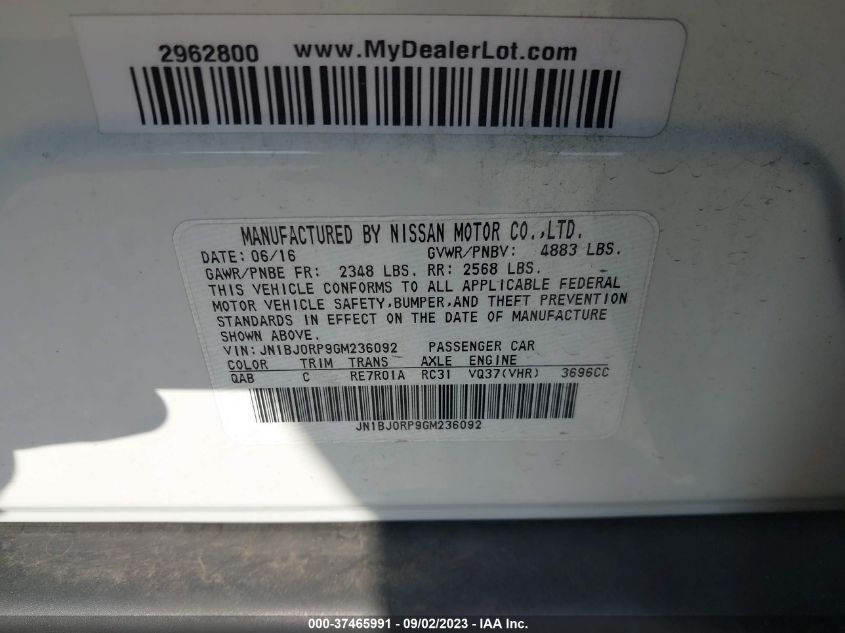 2962800 www.MyDealerLot.com
MANUFACTURED BY NISSAN MOTOR CO.,LTD.
DATE: 06/16 GVWR/PNBV: 4883 LBS.
GAWR/PNBE FR: 2348 LBS. RR: 2568 LBS.
THIS VEHICLE CONFORMS TO ALL APPLICABLE FEDERAL
MOTOR VEHICLE SAFETY,BUMPER,AND THEFT PREVENTION
STANDARDS IN EFFECT ON THE DATE OF MANUFACTURE
SHOWN ABOVE.
VIN: JN1BJ0RP9GM236092 PASSENGER CAR
COLOR TRIM TRANS AXLE ENGINE
QAB C RE7R01A RC31 VQ37(VHR) 3696CC
JN1BJ0RP9GM236092
000-37465991 - 09/02/2023 - IAA Inc.